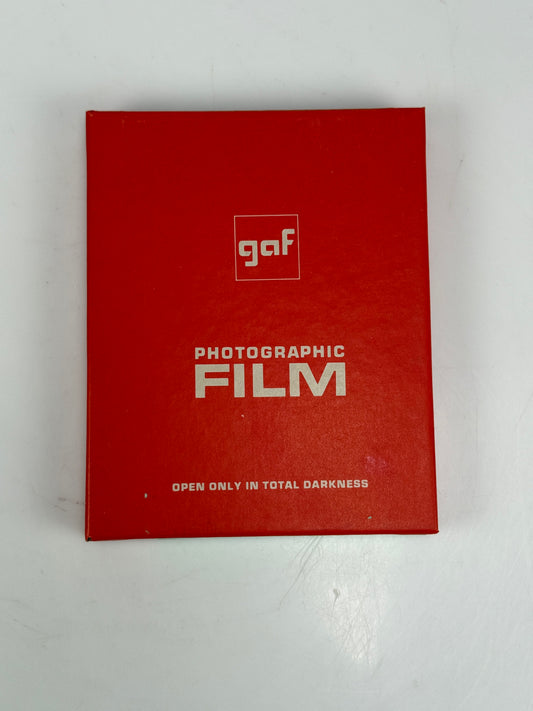 gaf
PHOTOGRAPHIC
FILM
OPEN ONLY IN TOTAL DARKNESS